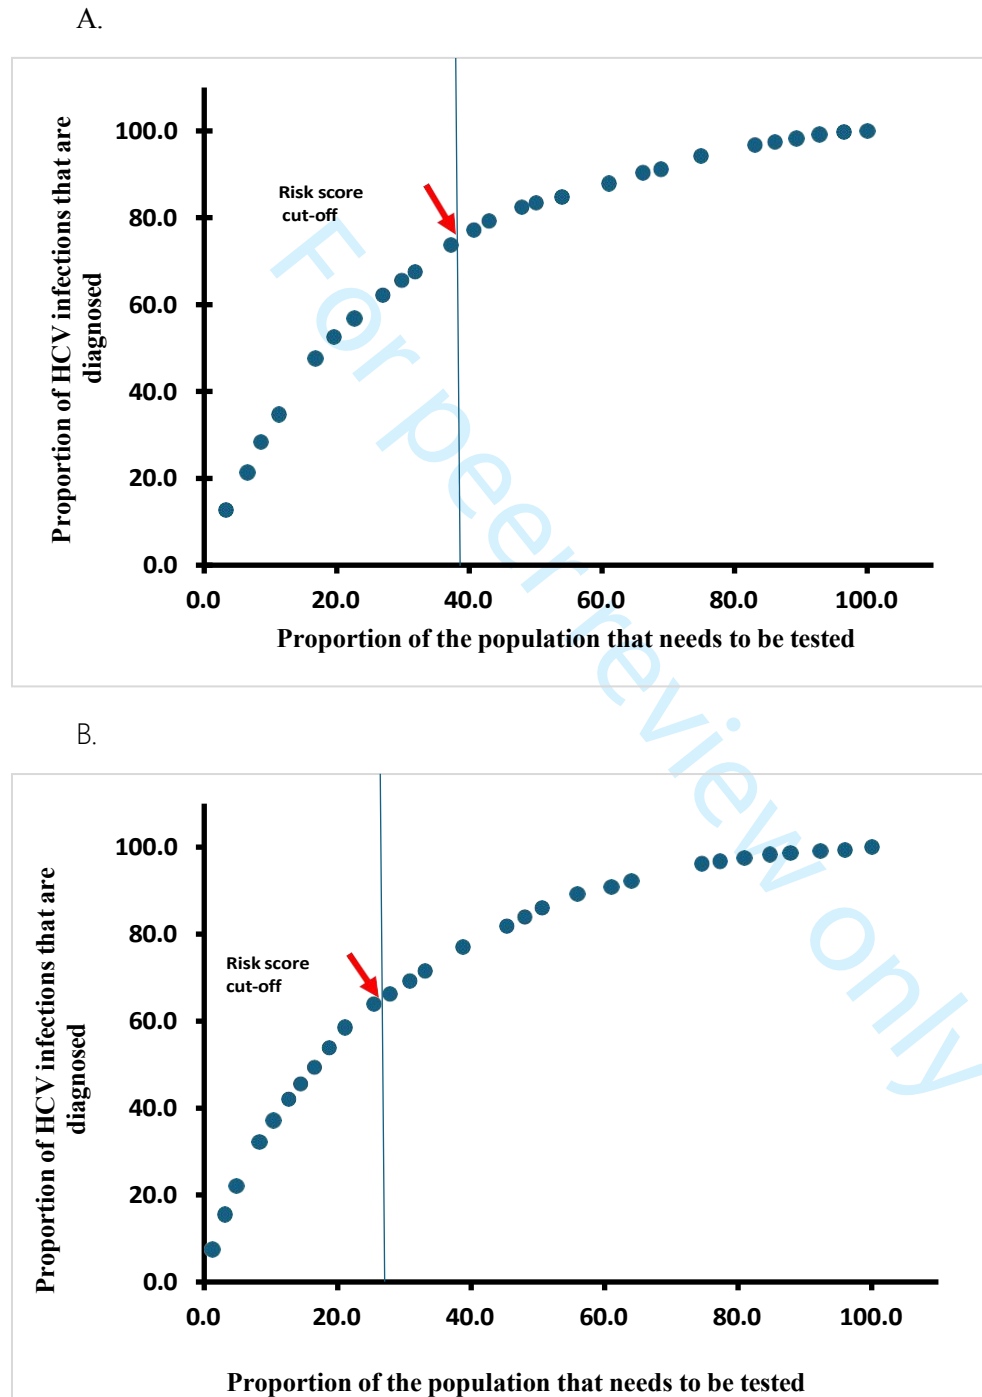 A.
Proportion of HCV infections that are
diagnosed
100.0
80.0
60.0
40.0
20.0
0.0
Risk score
cut-off
0.0 20.0 40.0 60.0 80.0 100.0
Proportion of the population that needs to be tested
For peer review only
B.
Proportion of HCV infections that are
diagnosed
100.0
80.0
60.0
40.0
20.0
0.0
Risk score
cut-off
0.0 20.0 40.0 60.0 80.0 100.0
Proportion of the population that needs to be tested